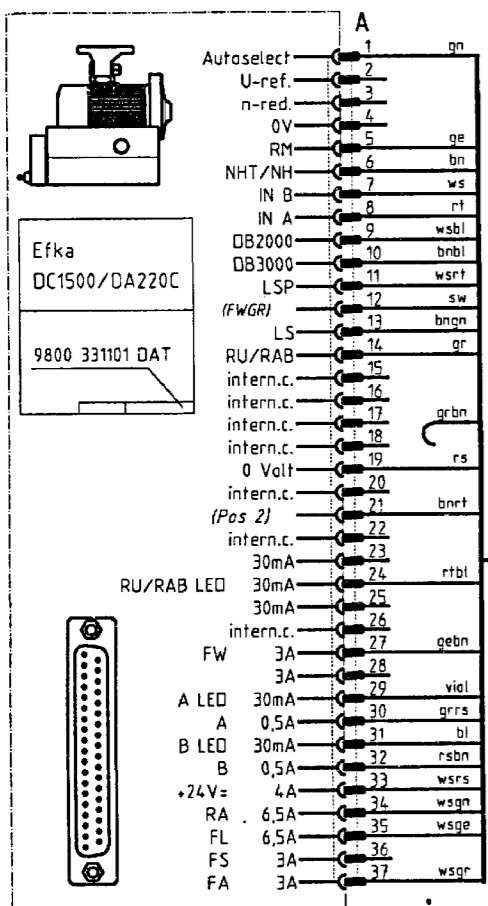 A
Autoselect 1 gn
U-ref. 2
n-red. 3
0V 4
RM 5 ge
NHT/NH 6 bn
IN B 7 ws
IN A 8 rt
DB2000 9 wsbl
DB3000 10 bnbl
LSP 11 wsrt
(FWGR) 12 sw
LS 13 bngn
RU/RAB 14 gr
intern.c. 15
intern.c. 16
intern.c. 17 grbn
intern.c. 18
0 Volt 19 rs
intern.c. 20
(Pos 2) 21 bnrt
intern.c. 22
30mA 23
RU/RAB LED 30mA 24 rtbl
30mA 25
intern.c. 26
FW 3A 27 gebn
3A 28
A LED 30mA 29 viol
A 0,5A 30 grrs
B LED 30mA 31 bl
B 0,5A 32 rsbn
+24V= 4A 33 wsrs
RA 6,5A 34 wsgn
FL 6,5A 35 wsge
FS 3A 36
FA 3A 37 wsgr
Efka
DC1500/DA220C
9800 331101 DAT